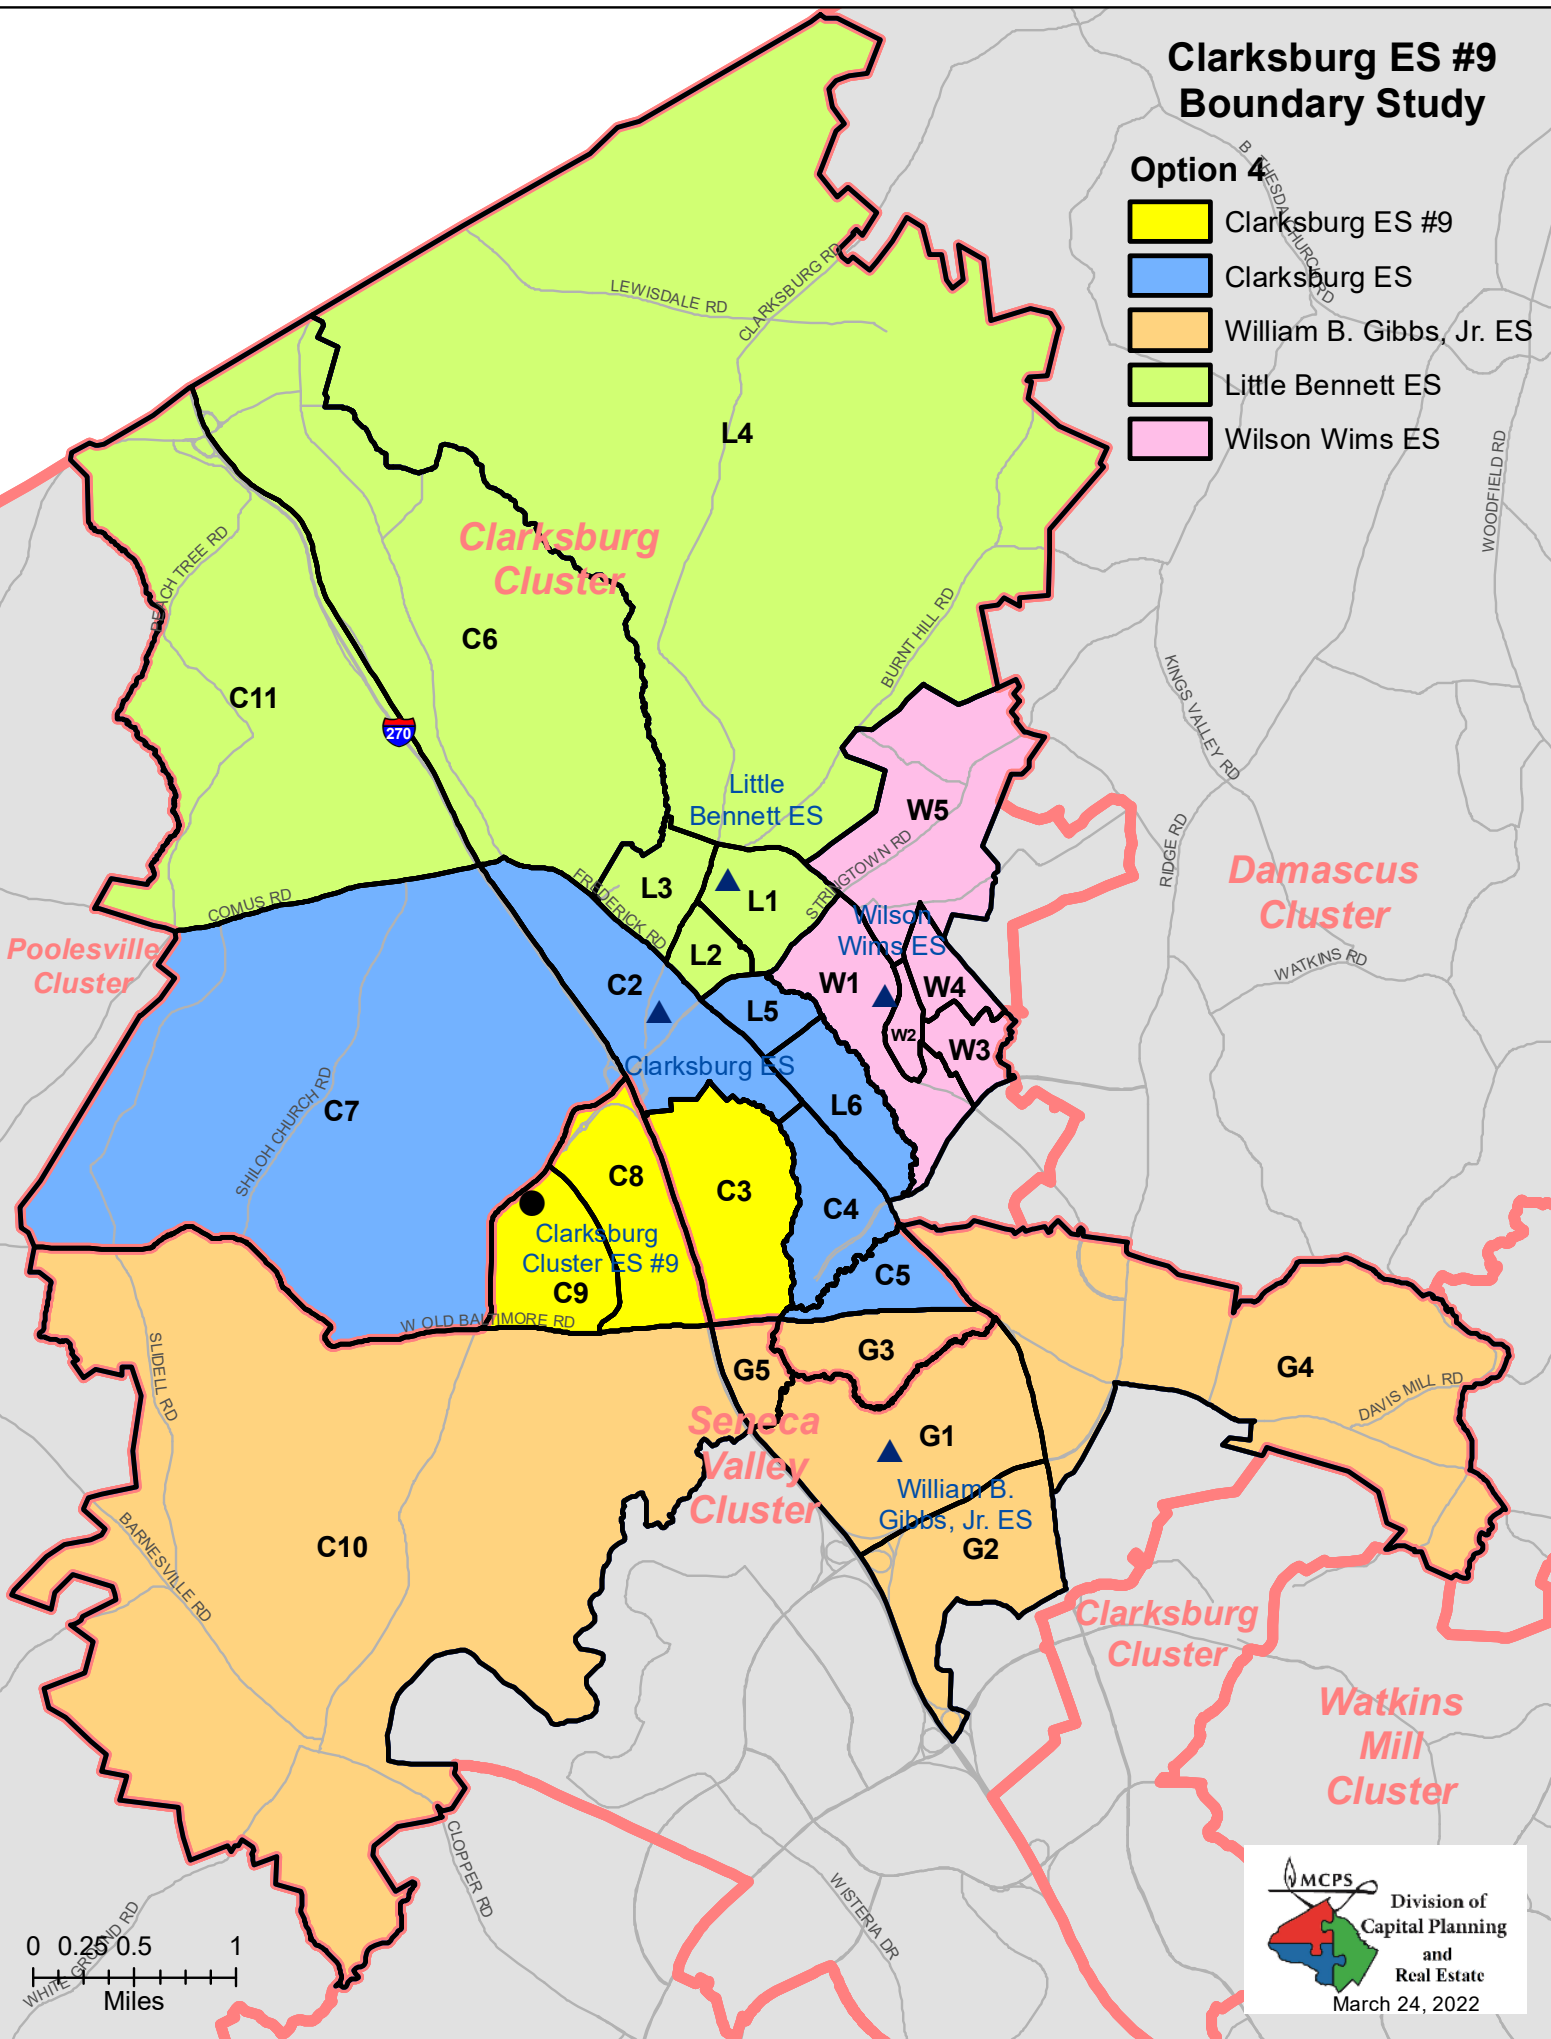 Clarksburg ES #9
Boundary Study
Option 4
Clarksburg ES #9
Clarksburg ES
William B. Gibbs, Jr. ES
Little Bennett ES
Wilson Wims ES
LEWISDALE RD
CLARKSBURG RD
L4
Clarksburg
Cluster
PEACH TREE RD
C6
C11
270
BURNT HILL RD
WOODFIELD RD
KINGS VALLEY RD
RIDGE RD
Little
Bennett ES
W5
STRINGTOWN RD
Damascus
Cluster
WATKINS RD
COMUS RD
FREDERICK RD
L3
L1
L2
Wilson
Wims ES
Poolesville
Cluster
C2
L5
W1
W4
W2
W3
Clarksburg ES
L6
C7
SHILOH CHURCH RD
C8
C3
C4
Clarksburg
Cluster ES #9
C9
C5
W OLD BALTIMORE RD
SLIDELL RD
G5
G3
G4
DAVIS MILL RD
Seneca
Valley
Cluster
G1
William B.
Gibbs, Jr. ES
G2
C10
BARNESVILLE RD
Clarksburg
Cluster
Watkins
Mill
Cluster
CLOPPER RD
WISTERIA DR
WHITE GROUND RD
0 0.25 0.5 1
Miles
MCPS
Division of
Capital Planning
and
Real Estate
March 24, 2022